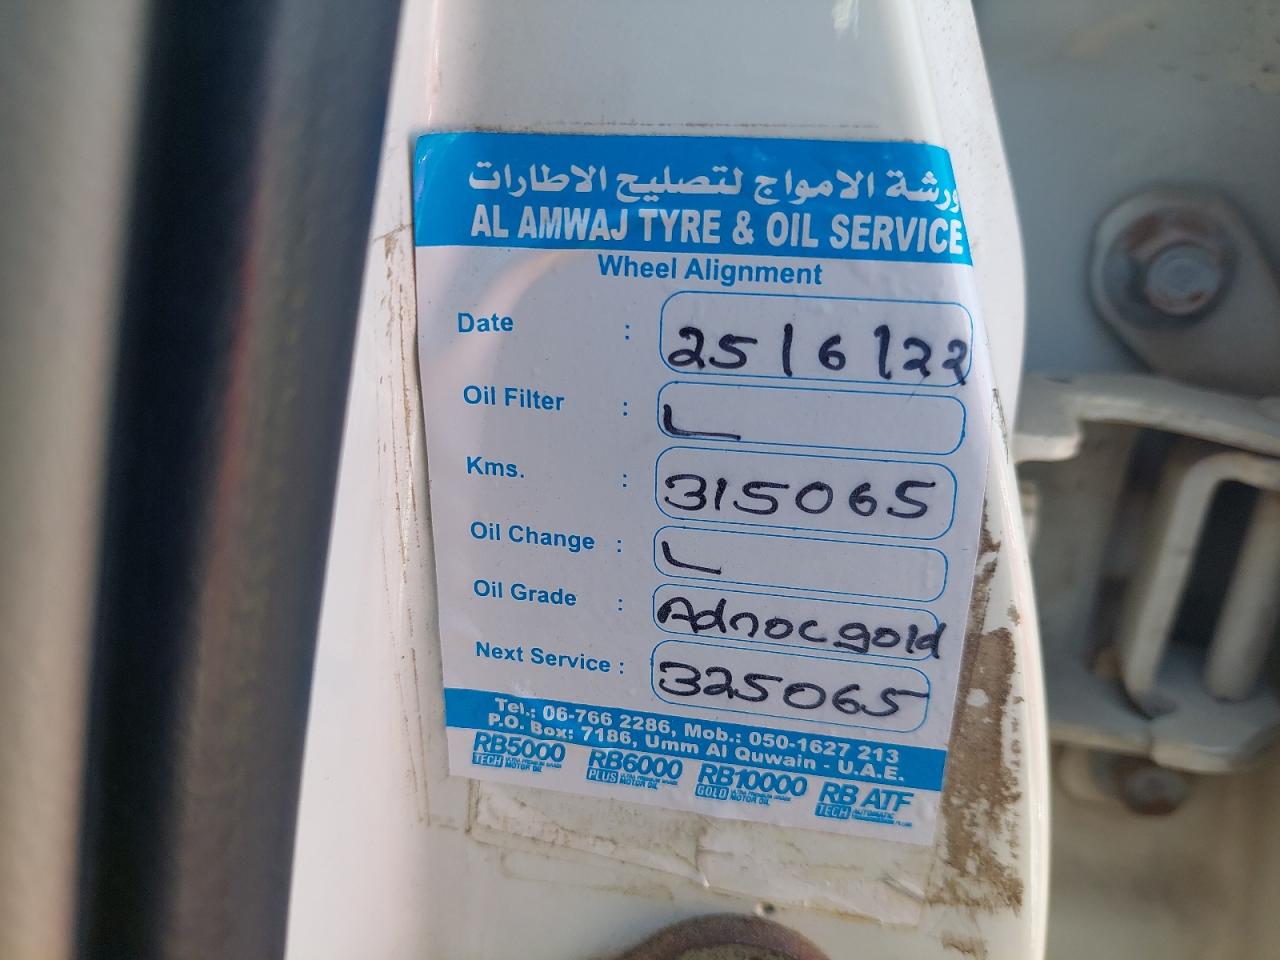 ورشة الامواج لتصليح الاطارات
AL AMWAJ TYRE & OIL SERVICE
Wheel Alignment
Date : 25/6/22
Oil Filter :
Kms. : 315065
Oil Change :
Oil Grade : Adnoc gold
Next Service : 325065
Tel.: 06-766 2286, Mob.: 050-1627 213
P.O. Box: 7186, Umm Al Quwain - U.A.E.
RB5000 RB6000 RB10000 RB ATF
TECH PLUS GOLD TECH